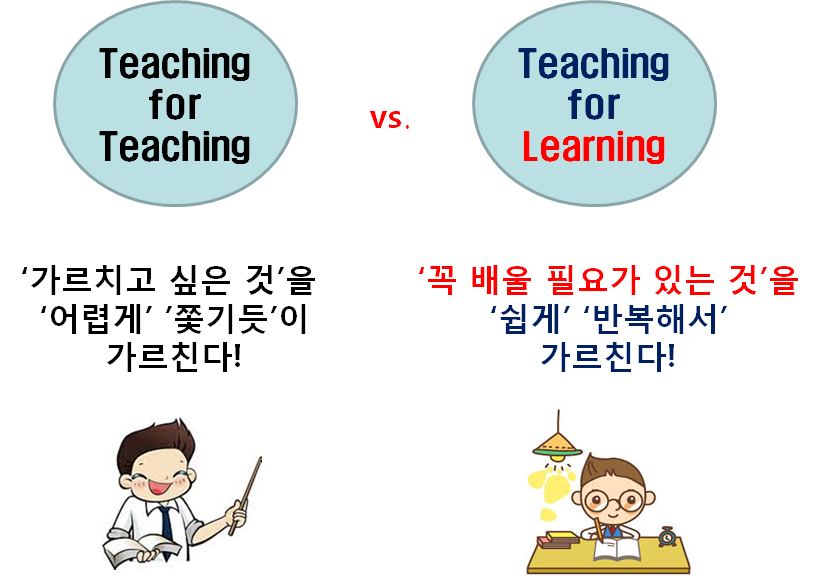 Teaching
for
Teaching
vs.
Teaching
for
Learning
‘가르치고 싶은 것’을
‘어렵게’ ’쫓기듯’이
가르친다!
‘꼭 배울 필요가 있는 것’을
‘쉽게’ ‘반복해서’
가르친다!